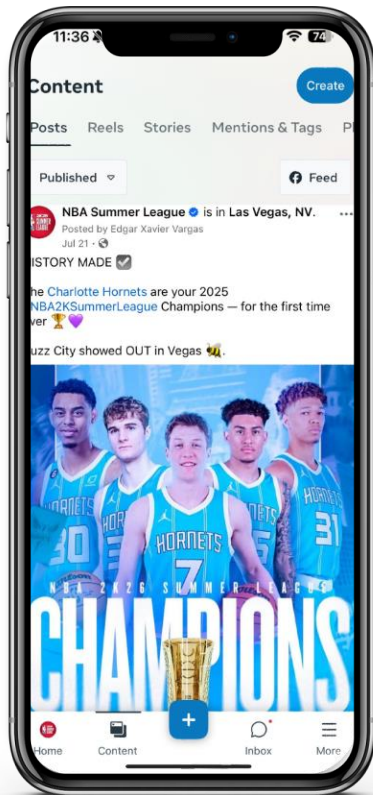 11:36
74
Content
Create
Posts
Reels
Stories
Mentions & Tags
Published
Feed
NBA Summer League is in Las Vegas, NV.
Posted by Edgar Xavier Vargas
Jul 21
ISTORY MADE
he Charlotte Hornets are your 2025
NBA2KSummerLeague Champions — for the first time
ver
uzz City showed OUT in Vegas
HORNETS
30
HORNETS
7
HORNETS
31
NBA 2K26 SUMMER LEAGUE
CHAMPIONS
Home
Content
Inbox
More